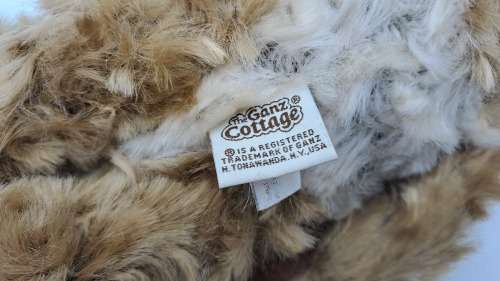 The Ganz
Cottage®
® IS A REGISTERED
TRADEMARK OF GANZ
N. TONAWANDA, N.Y., USA